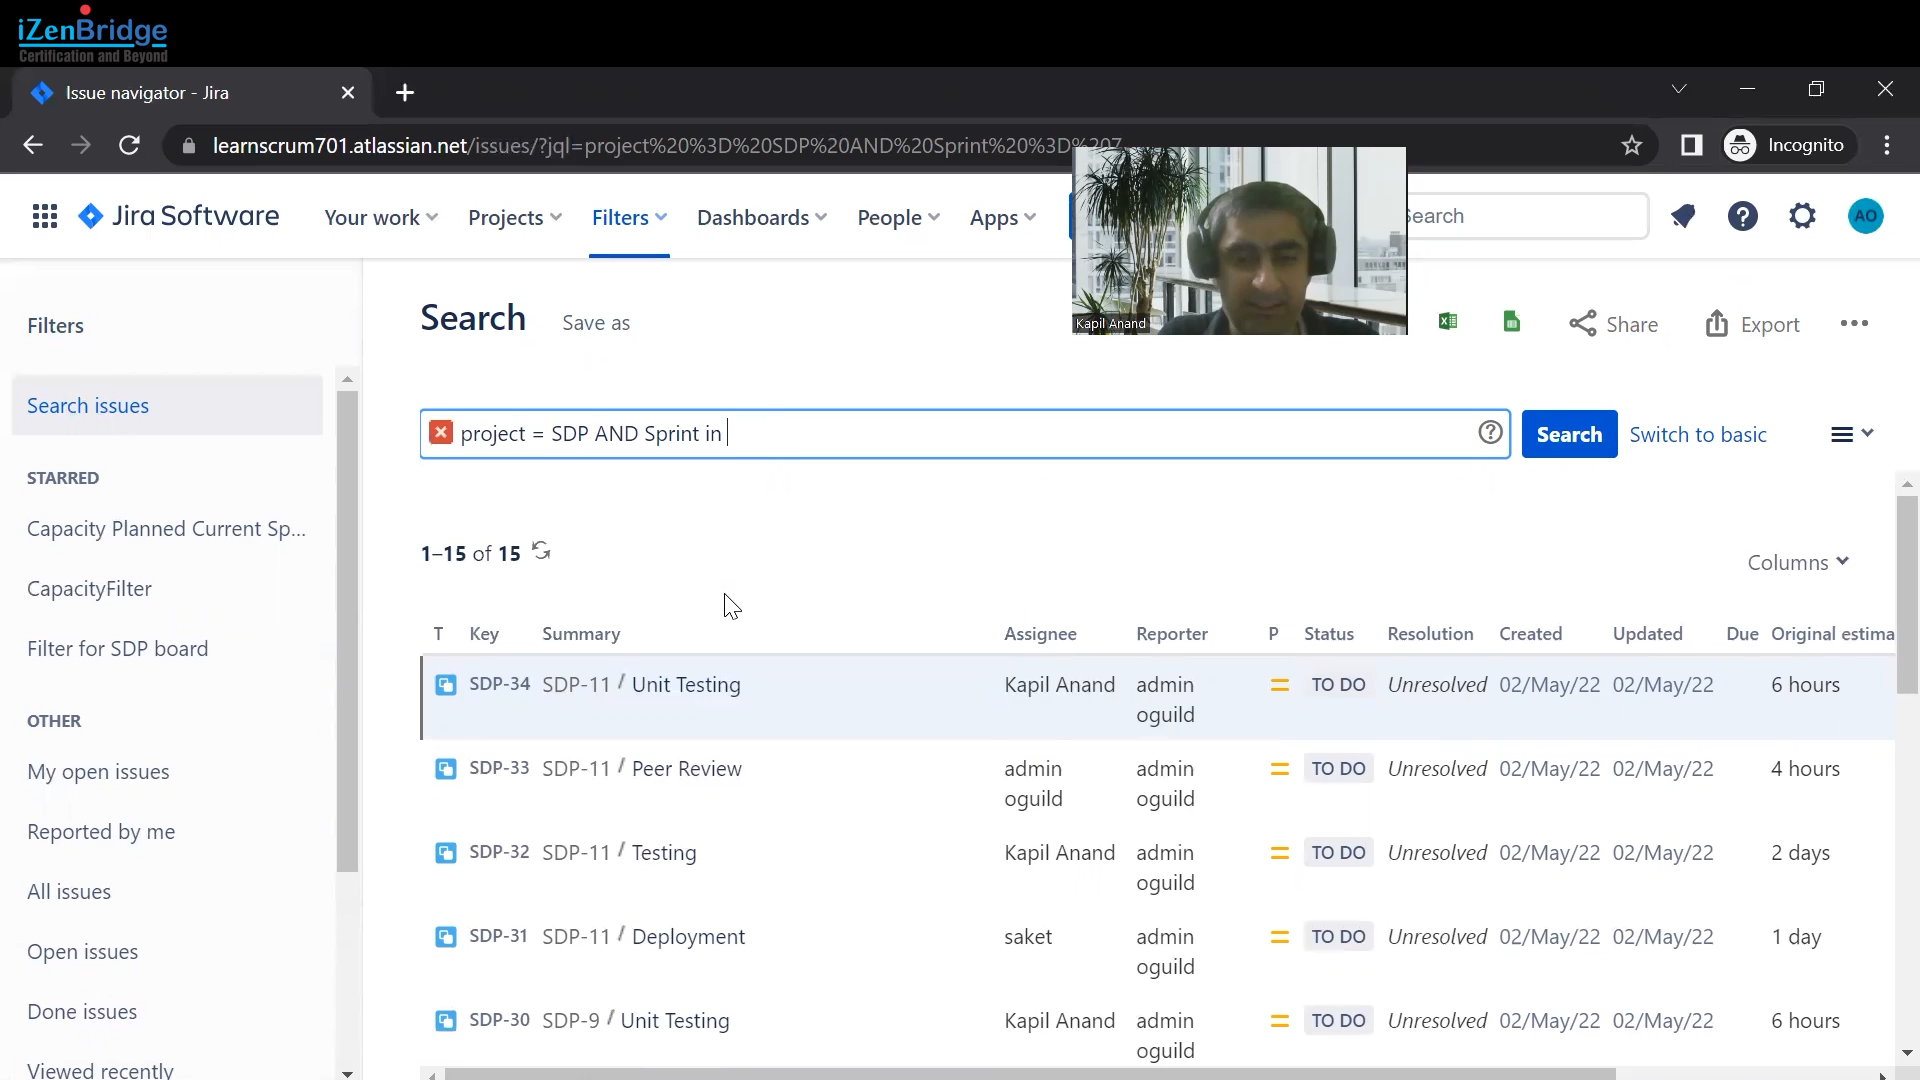 iZenBridge
Certification and Beyond
Issue navigator - Jira
learnscrum701.atlassian.net/issues/?jql=project%20%3D%20SDP%20AND%20Sprint%20%3D%207
Incognito
Jira Software
Your work
Projects
Filters
Dashboards
People
Apps
Search
AO
Kapil Anand
Filters
Search
Save as
Share
Export
Search issues
project = SDP AND Sprint in
Search
Switch to basic
STARRED
Capacity Planned Current Sp...
CapacityFilter
Filter for SDP board
OTHER
My open issues
Reported by me
All issues
Open issues
Done issues
Viewed recently
1–15 of 15
Columns
T Key Summary Assignee Reporter P Status Resolution Created Updated Due Original estima
SDP-34 SDP-11 / Unit Testing Kapil Anand admin oguild TO DO Unresolved 02/May/22 02/May/22 6 hours
SDP-33 SDP-11 / Peer Review admin oguild admin oguild TO DO Unresolved 02/May/22 02/May/22 4 hours
SDP-32 SDP-11 / Testing Kapil Anand admin oguild TO DO Unresolved 02/May/22 02/May/22 2 days
SDP-31 SDP-11 / Deployment saket admin oguild TO DO Unresolved 02/May/22 02/May/22 1 day
SDP-30 SDP-9 / Unit Testing Kapil Anand admin oguild TO DO Unresolved 02/May/22 02/May/22 6 hours